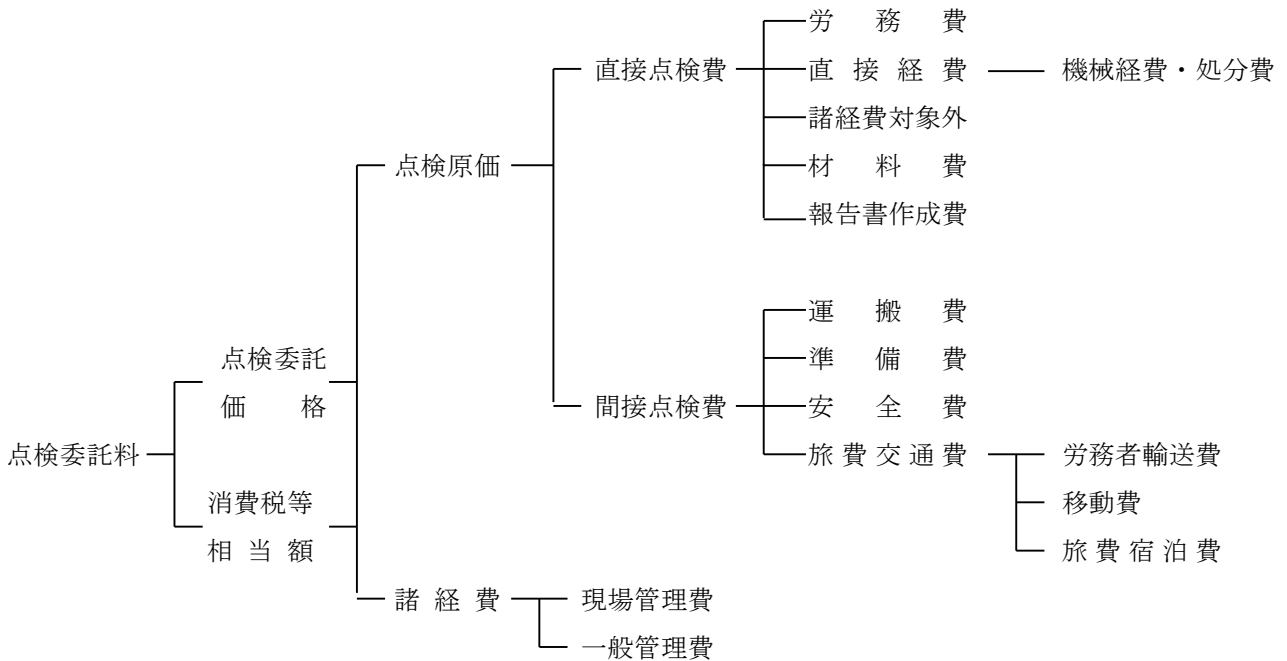 労務費
直接点検費 直接経費 機械経費・処分費
諸経費対象外
点検原価 材料費
報告書作成費
運搬費
点検委託 準備費
価格 間接点検費 安全費
点検委託料 旅費交通費 労務者輸送費
消費税等 移動費
相当額 旅費宿泊費
諸経費 現場管理費
一般管理費